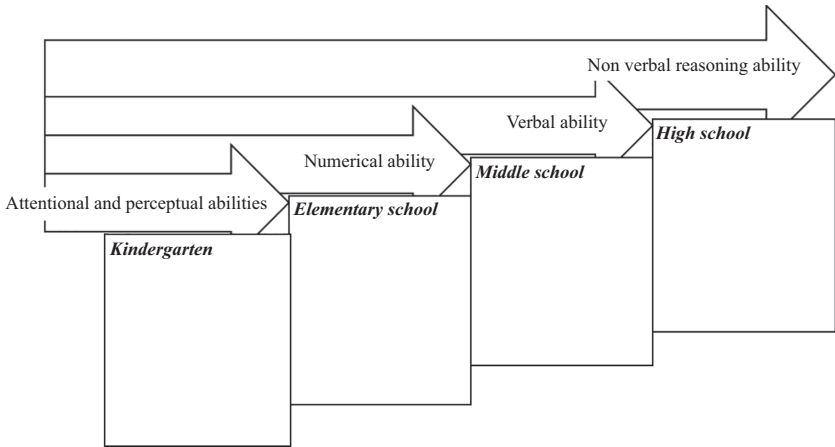 Non verbal reasoning ability
Verbal ability
High school
Numerical ability
Middle school
Attentional and perceptual abilities
Elementary school
Kindergarten